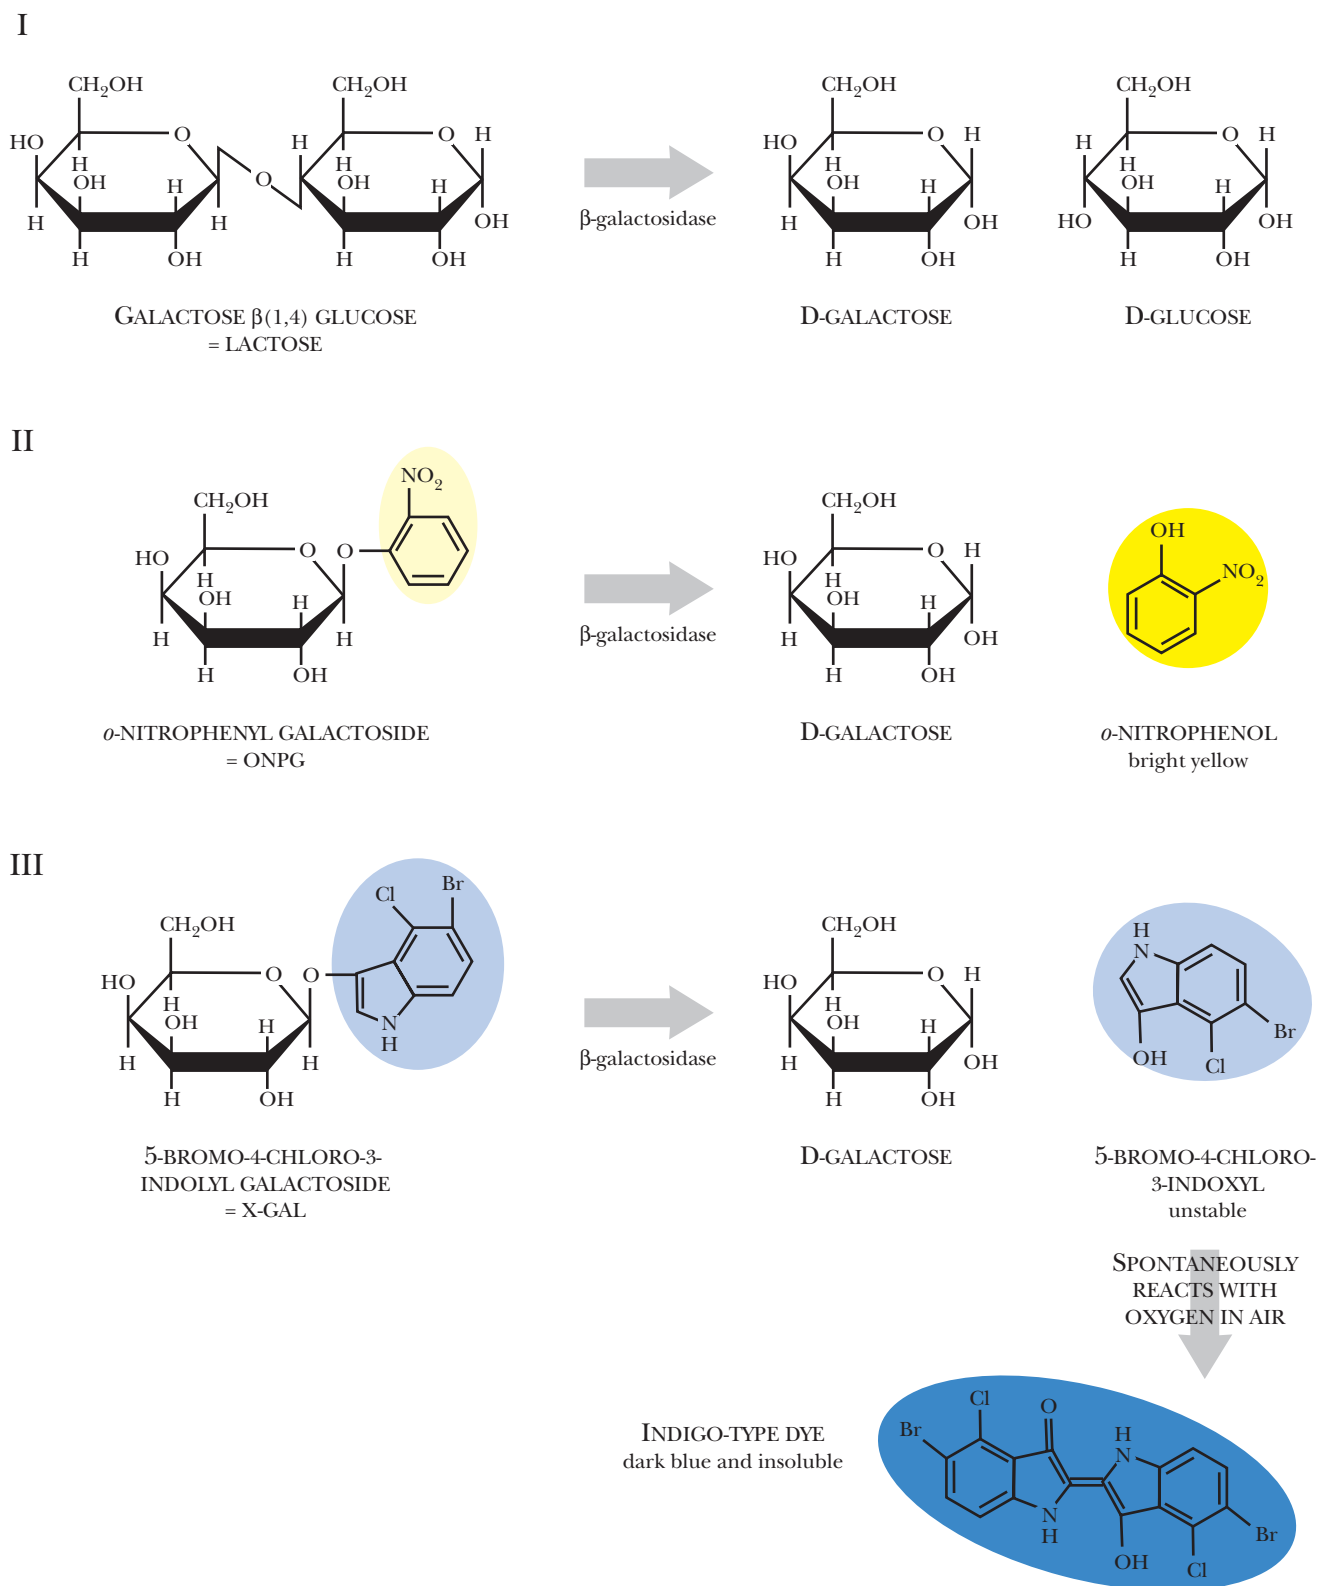 I
CH2OH CH2OH CH2OH CH2OH
HO O H O H HO O H H O H
H OH H O H OH H H OH H H OH H
H H OH H OH HO OH
H OH H OH H OH H OH
β-galactosidase
GALACTOSE β(1,4) GLUCOSE
= LACTOSE
D-GALACTOSE
D-GLUCOSE
II
NO2
CH2OH CH2OH OH
HO O O HO O H NO2
H OH H H OH H
H H H OH
H OH H OH
β-galactosidase
o-NITROPHENYL GALACTOSIDE
= ONPG
D-GALACTOSE
o-NITROPHENOL
bright yellow
III
Cl Br
CH2OH CH2OH H
N
HO O O HO O H
H OH H N H OH H Br
H H H H OH OH Cl
H OH H OH
β-galactosidase
5-BROMO-4-CHLORO-3-
INDOLYL GALACTOSIDE
= X-GAL
D-GALACTOSE
5-BROMO-4-CHLORO-
3-INDOXYL
unstable
SPONTANEOUSLY
REACTS WITH
OXYGEN IN AIR
INDIGO-TYPE DYE
dark blue and insoluble
Cl O
Br H
N
N
H Br
OH Cl